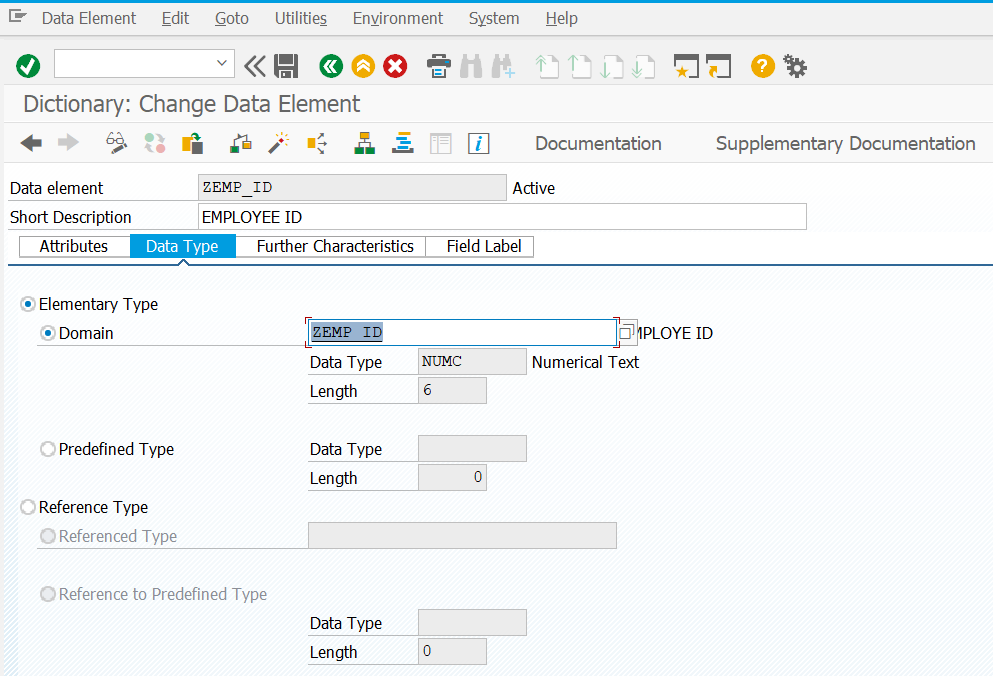 Data Element Edit Goto Utilities Environment System Help
Dictionary: Change Data Element
Documentation Supplementary Documentation
Data element ZEMP_ID Active
Short Description EMPLOYEE ID
Attributes Data Type Further Characteristics Field Label
Elementary Type
Domain ZEMP_ID MPLOYE ID
Data Type NUMC Numerical Text
Length 6
Predefined Type Data Type
Length 0
Reference Type
Referenced Type
Reference to Predefined Type
Data Type
Length 0